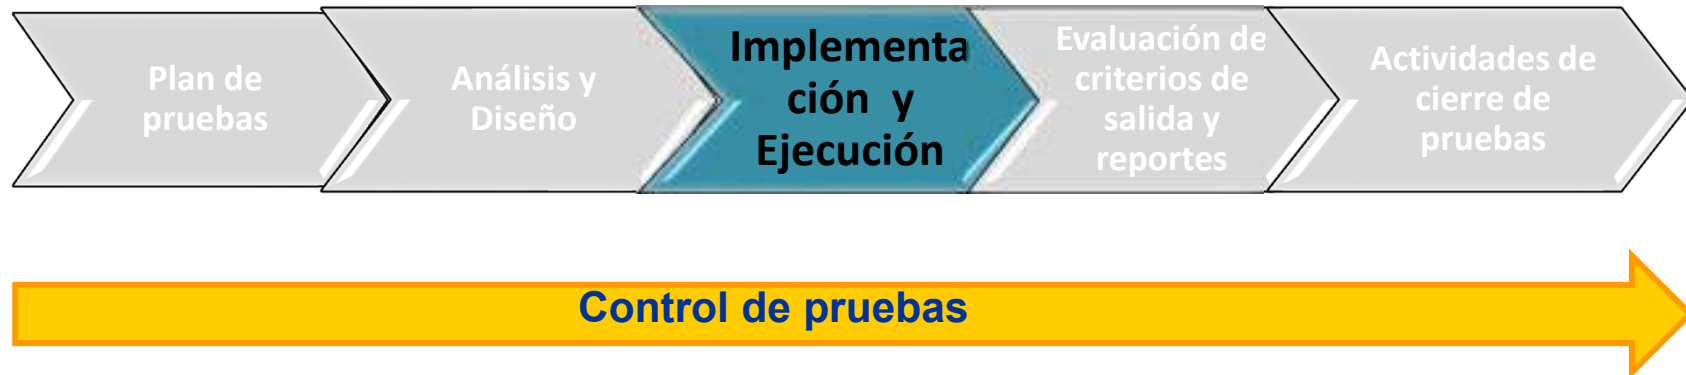 Plan de
pruebas
Análisis y
Diseño
Implementa
ción y
Ejecución
Evaluación de
criterios de
salida y
reportes
Actividades de
cierre de
pruebas
Control de pruebas